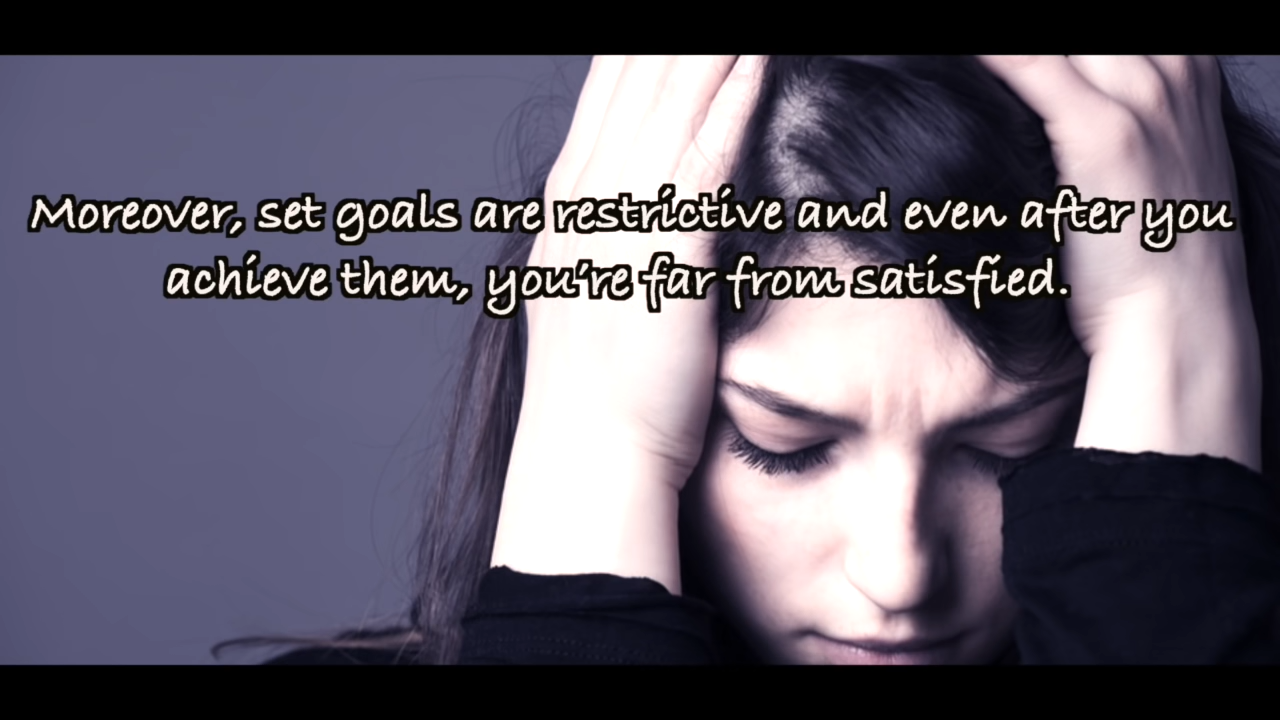 Moreover, set goals are restrictive and even after you
achieve them, you're far from satisfied.